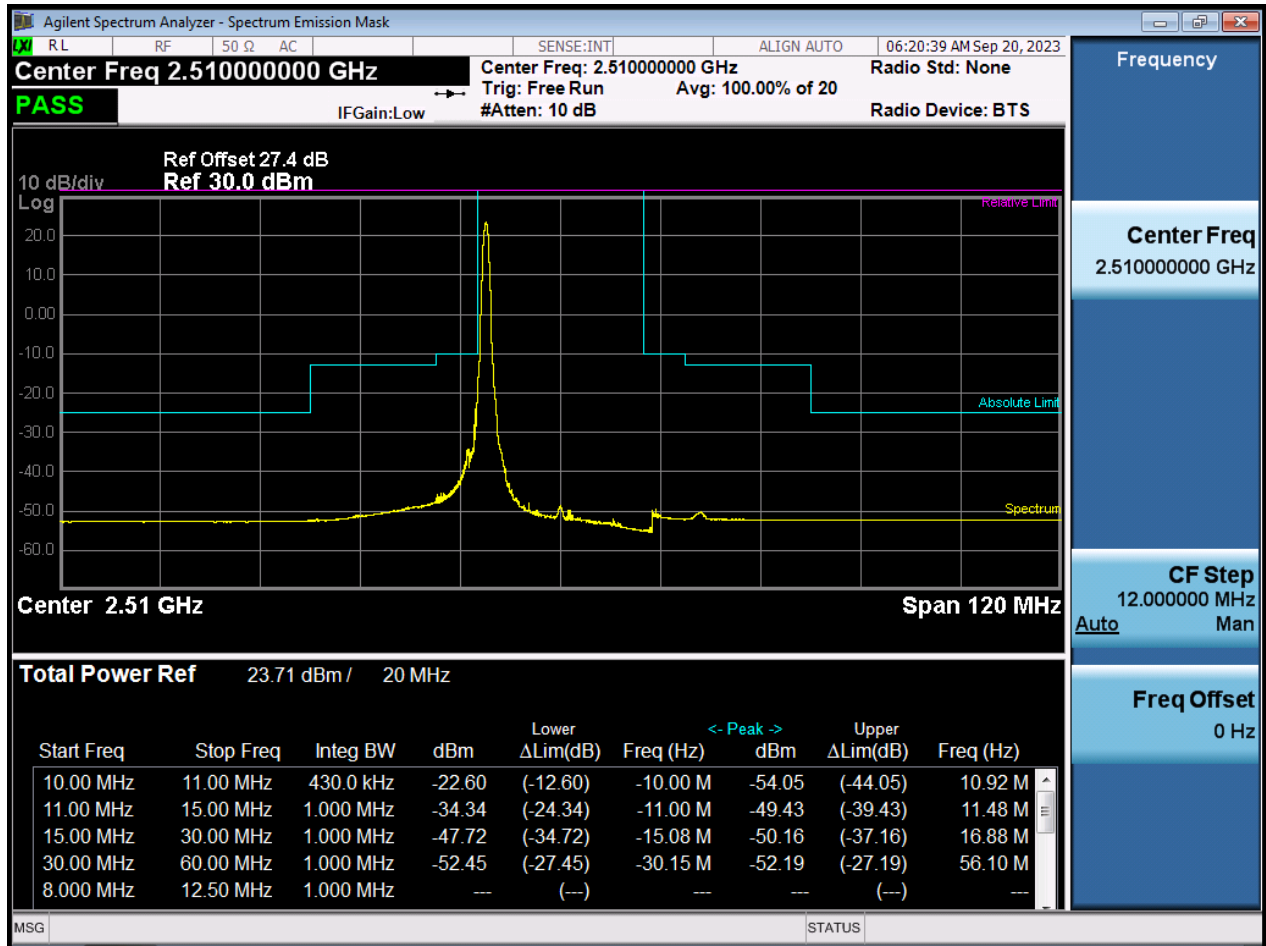 Agilent Spectrum Analyzer - Spectrum Emission Mask
LXI RL RF 50 Ω AC SENSE:INT ALIGN AUTO 06:20:39 AM Sep 20, 2023
Center Freq 2.510000000 GHz
PASS
IFGain:Low
Center Freq: 2.510000000 GHz
Trig: Free Run Avg: 100.00% of 20
#Atten: 10 dB
Radio Std: None
Radio Device: BTS
Ref Offset 27.4 dB
10 dB/div Ref 30.0 dBm
Log
Relative Limit
20.0
10.0
0.00
-10.0
-20.0
Absolute Limit
-30.0
-40.0
-50.0
Spectrum
-60.0
Center 2.51 GHz Span 120 MHz
Total Power Ref 23.71 dBm / 20 MHz
Lower <- Peak -> Upper
Start Freq Stop Freq Integ BW dBm ΔLim(dB) Freq (Hz) dBm ΔLim(dB) Freq (Hz)
10.00 MHz 11.00 MHz 430.0 kHz -22.60 (-12.60) -10.00 M -54.05 (-44.05) 10.92 M
11.00 MHz 15.00 MHz 1.000 MHz -34.34 (-24.34) -11.00 M -49.43 (-39.43) 11.48 M
15.00 MHz 30.00 MHz 1.000 MHz -47.72 (-34.72) -15.08 M -50.16 (-37.16) 16.88 M
30.00 MHz 60.00 MHz 1.000 MHz -52.45 (-27.45) -30.15 M -52.19 (-27.19) 56.10 M
8.000 MHz 12.50 MHz 1.000 MHz --- (---) --- --- (---) ---
MSG STATUS
Frequency
Center Freq
2.510000000 GHz
CF Step
12.000000 MHz
Auto Man
Freq Offset
0 Hz